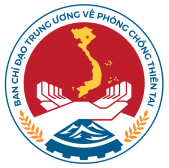 BAN CHỈ ĐẠO TRUNG ƯƠNG VỀ PHÒNG CHỐNG THIÊN TAI